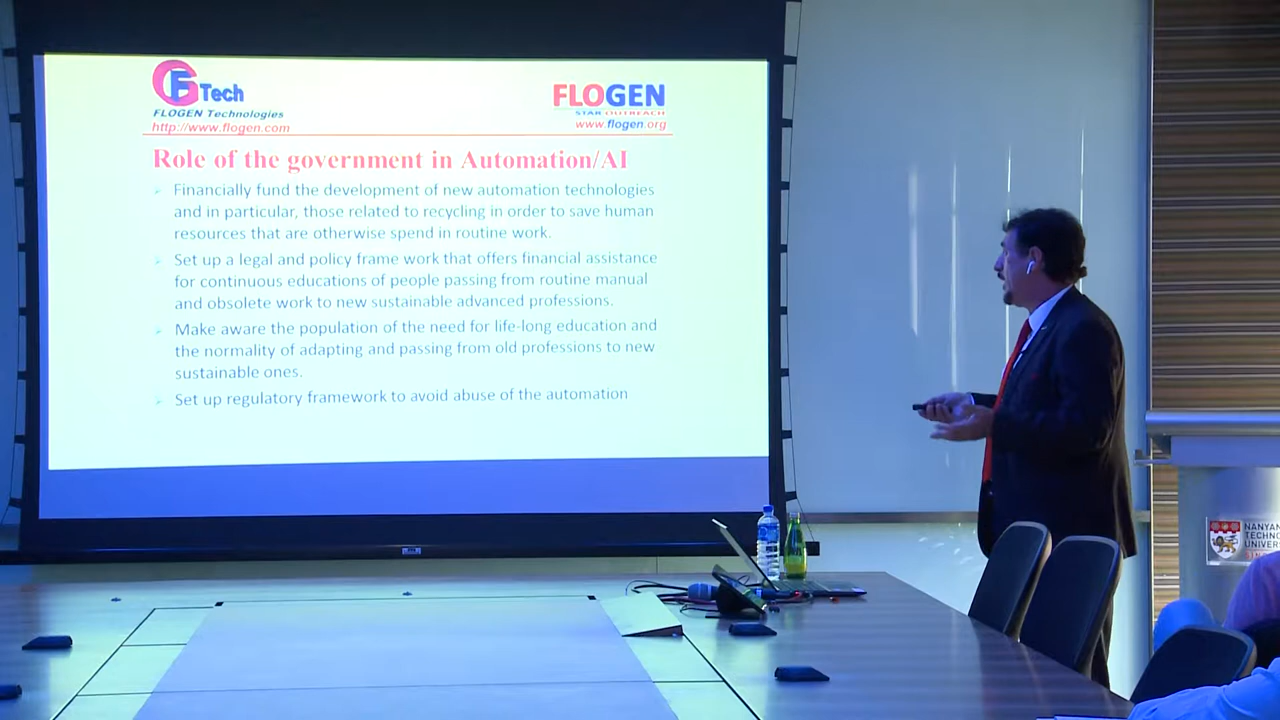 GF Tech
FLOGEN Technologies
http://www.flogen.com
FLOGEN
STAR OUTREACH
www.flogen.org
Role of the government in Automation/AI
Financially fund the development of new automation technologies
and in particular, those related to recycling in order to save human
resources that are otherwise spend in routine work.
Set up a legal and policy frame work that offers financial assistance
for continuous educations of people passing from routine manual
and obsolete work to new sustainable advanced professions.
Make aware the population of the need for life-long education and
the normality of adapting and passing from old professions to new
sustainable ones.
Set up regulatory framework to avoid abuse of the automation
NANYAN
TECHNO
UNIVER